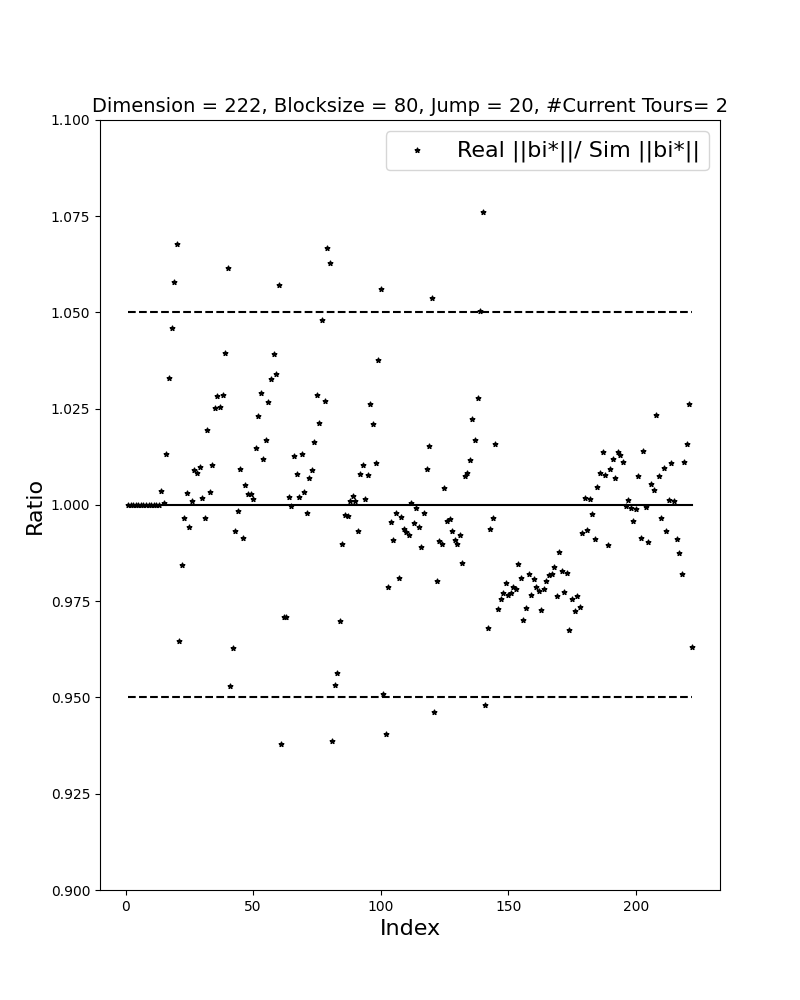 Dimension = 222, Blocksize = 80, Jump = 20, #Current Tours= 2
Real ||bi*||/ Sim ||bi*||
1.100
1.075
1.050
1.025
1.000
0.975
0.950
0.925
0.900
Ratio
0 50 100 150 200
Index